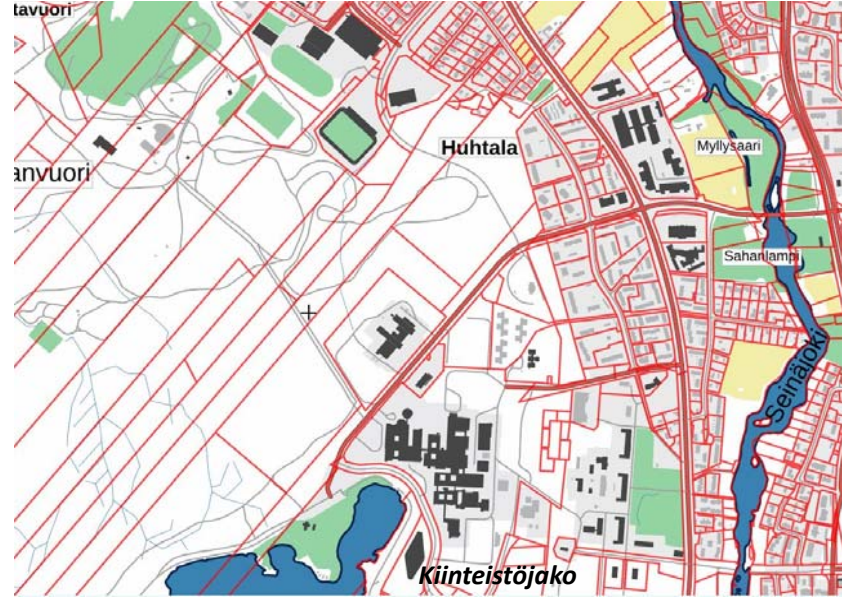 tavuori
Huhtala
Myllysaari
anvuori
Sahanlampi
Seinäjoki
Kiinteistöjako